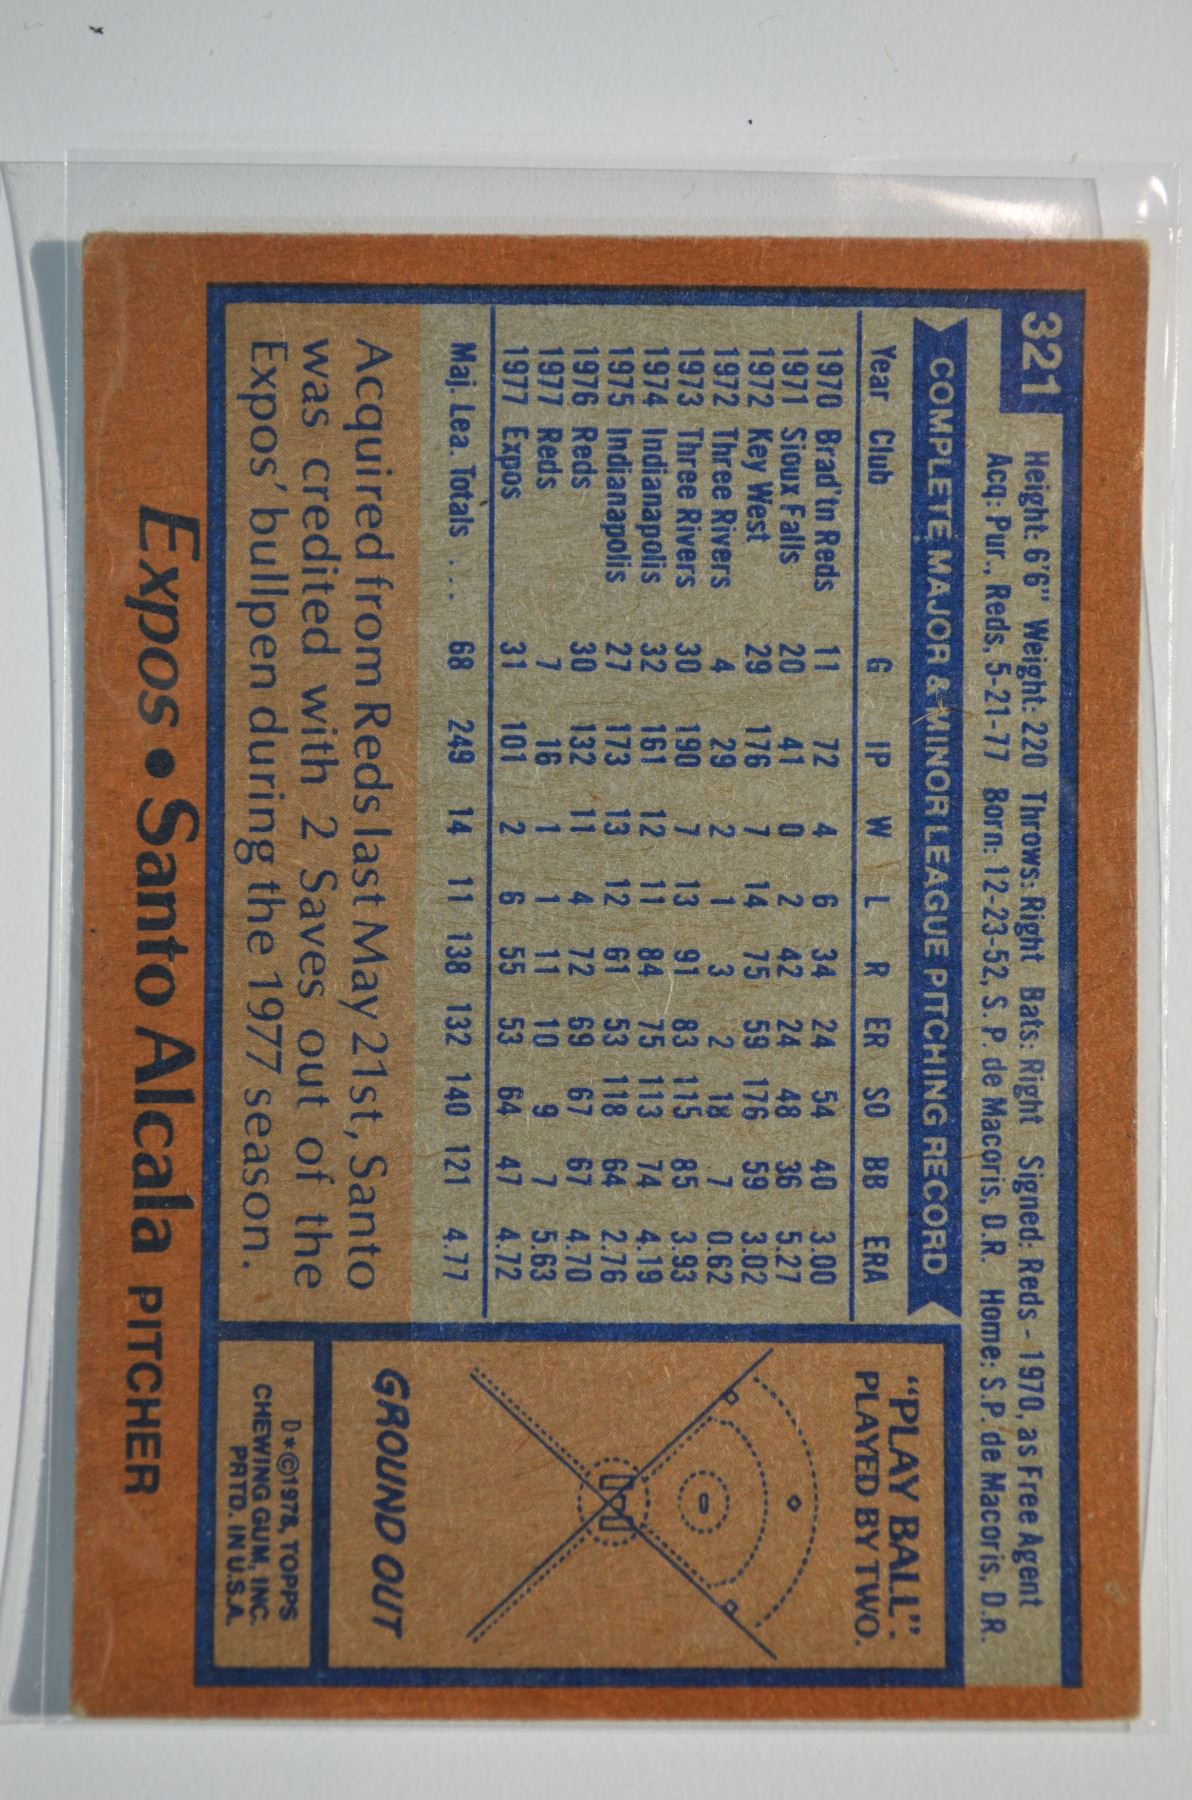 321
Height: 6'6" Weight: 220 Throws: Right Bats: Right Signed: Reds - 1970, as Free Agent
Acq: Pur., Reds, 5-21-77 Born: 12-23-52, S. P. de Macoris, D.R. Home: S.P. de Macoris, D.R.
COMPLETE MAJOR & MINOR LEAGUE PITCHING RECORD
Year Club G IP W L R ER SO BB ERA
1970 Brad'tn Reds 11 72 4 6 34 24 54 40 3.00
1971 Sioux Falls 20 41 0 2 42 24 48 36 5.27
1972 Key West 29 176 7 14 75 59 176 59 3.02
1972 Three Rivers 4 29 2 1 3 2 18 7 0.62
1973 Three Rivers 30 190 7 13 91 83 115 85 3.93
1974 Indianapolis 32 161 12 11 84 75 113 74 4.19
1975 Indianapolis 27 173 13 12 61 53 118 64 2.76
1976 Reds 30 132 11 4 72 69 67 67 4.70
1977 Reds 7 16 1 1 11 10 9 7 5.63
1977 Expos 31 101 2 6 55 53 64 47 4.72
Maj. Lea. Totals ... 68 249 14 11 138 132 140 121 4.77
Acquired from Reds last May 21st, Santo
was credited with 2 Saves out of the
Expos' bullpen during the 1977 season.
"PLAY BALL".
PLAYED BY TWO.
GROUND OUT
D*©1978, TOPPS
CHEWING GUM, INC.
PRTD. IN U.S.A.
Expos • Santo Alcala PITCHER